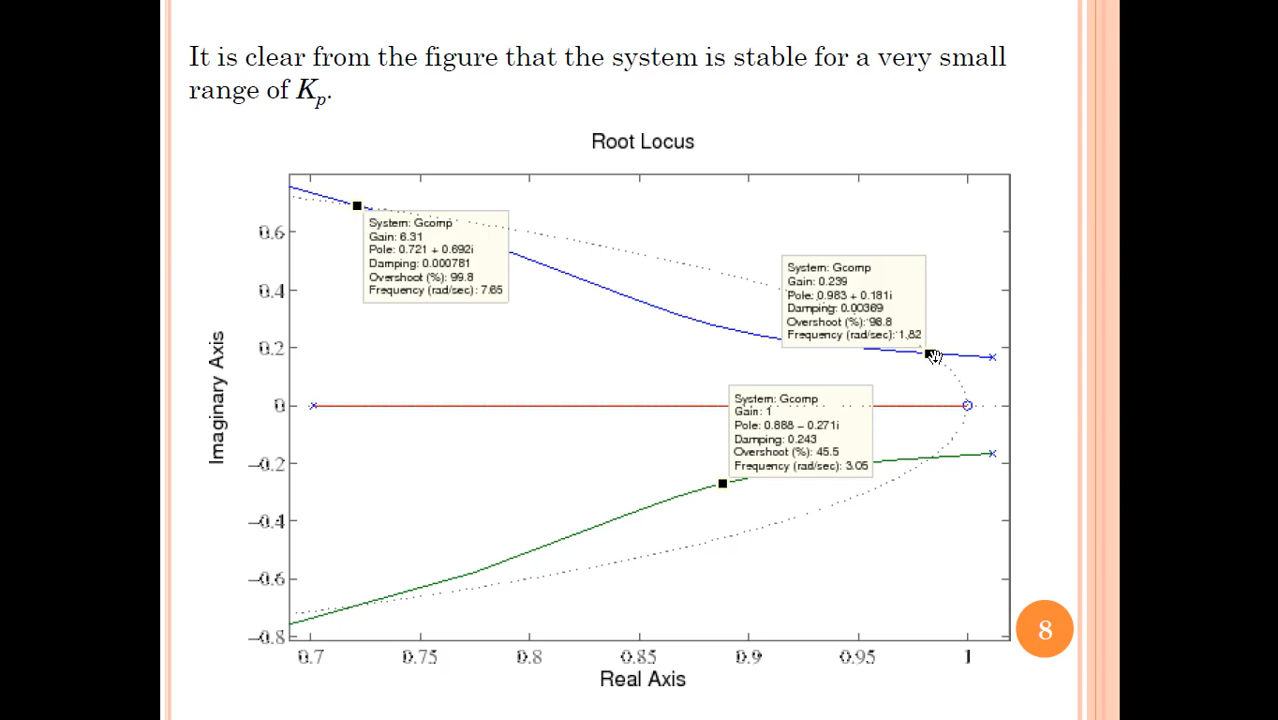 It is clear from the figure that the system is stable for a very small
range of Kp.
Root Locus
System: Gcomp
Gain: 6.31
Pole: 0.721 + 0.692i
Damping: 0.000781
Overshoot (%): 99.8
Frequency (rad/sec): 7.65
System: Gcomp
Gain: 0.239
Pole: 0.983 + 0.181i
Damping: 0.00369
Overshoot (%): 98.8
Frequency (rad/sec): 1.82
System: Gcomp
Gain: 1
Pole: 0.888 − 0.271i
Damping: 0.243
Overshoot (%): 45.5
Frequency (rad/sec): 3.05
Imaginary Axis
0.6
0.4
0.2
0
−0.2
−0.4
−0.6
−0.8
0.7 0.75 0.8 0.85 0.9 0.95 1
Real Axis
8